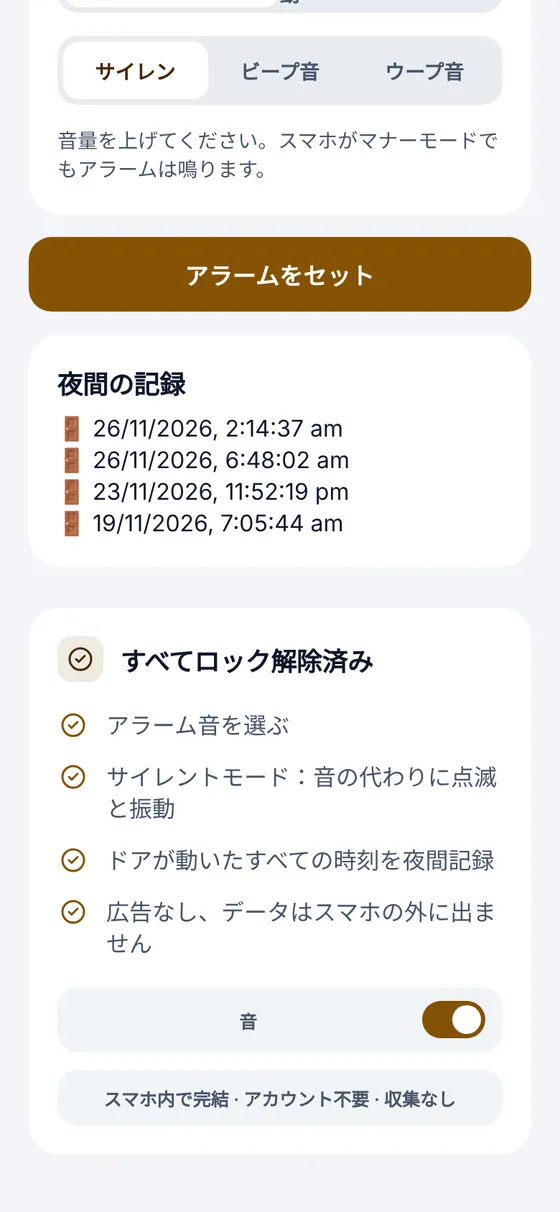 サイレン ビープ音 ウープ音
音量を上げてください。スマホがマナーモードで
もアラームは鳴ります。
アラームをセット
夜間の記録
26/11/2026, 2:14:37 am
26/11/2026, 6:48:02 am
23/11/2026, 11:52:19 pm
19/11/2026, 7:05:44 am
すべてロック解除済み
アラーム音を選ぶ
サイレントモード：音の代わりに点滅
と振動
ドアが動いたすべての時刻を夜間記録
広告なし、データはスマホの外に出ま
せん
音
スマホ内で完結 · アカウント不要 · 収集なし